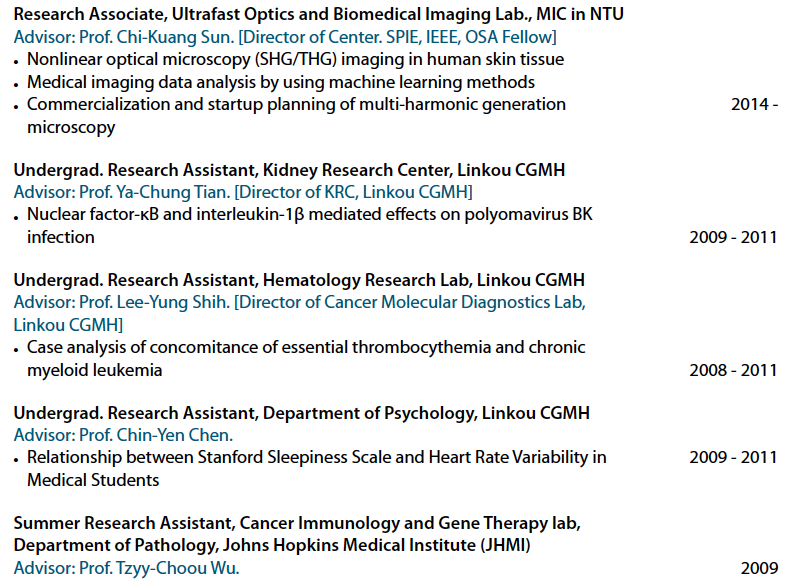 Research Associate, Ultrafast Optics and Biomedical Imaging Lab., MIC in NTU
Advisor: Prof. Chi-Kuang Sun. [Director of Center. SPIE, IEEE, OSA Fellow]
• Nonlinear optical microscopy (SHG/THG) imaging in human skin tissue
• Medical imaging data analysis by using machine learning methods
• Commercialization and startup planning of multi-harmonic generation 2014 -
microscopy
Undergrad. Research Assistant, Kidney Research Center, Linkou CGMH
Advisor: Prof. Ya-Chung Tian. [Director of KRC, Linkou CGMH]
• Nuclear factor-κB and interleukin-1β mediated effects on polyomavirus BK
infection 2009 - 2011
Undergrad. Research Assistant, Hematology Research Lab, Linkou CGMH
Advisor: Prof. Lee-Yung Shih. [Director of Cancer Molecular Diagnostics Lab,
Linkou CGMH]
• Case analysis of concomitance of essential thrombocythemia and chronic
myeloid leukemia 2008 - 2011
Undergrad. Research Assistant, Department of Psychology, Linkou CGMH
Advisor: Prof. Chin-Yen Chen.
• Relationship between Stanford Sleepiness Scale and Heart Rate Variability in 2009 - 2011
Medical Students
Summer Research Assistant, Cancer Immunology and Gene Therapy lab,
Department of Pathology, Johns Hopkins Medical Institute (JHMI)
Advisor: Prof. Tzyy-Choou Wu. 2009